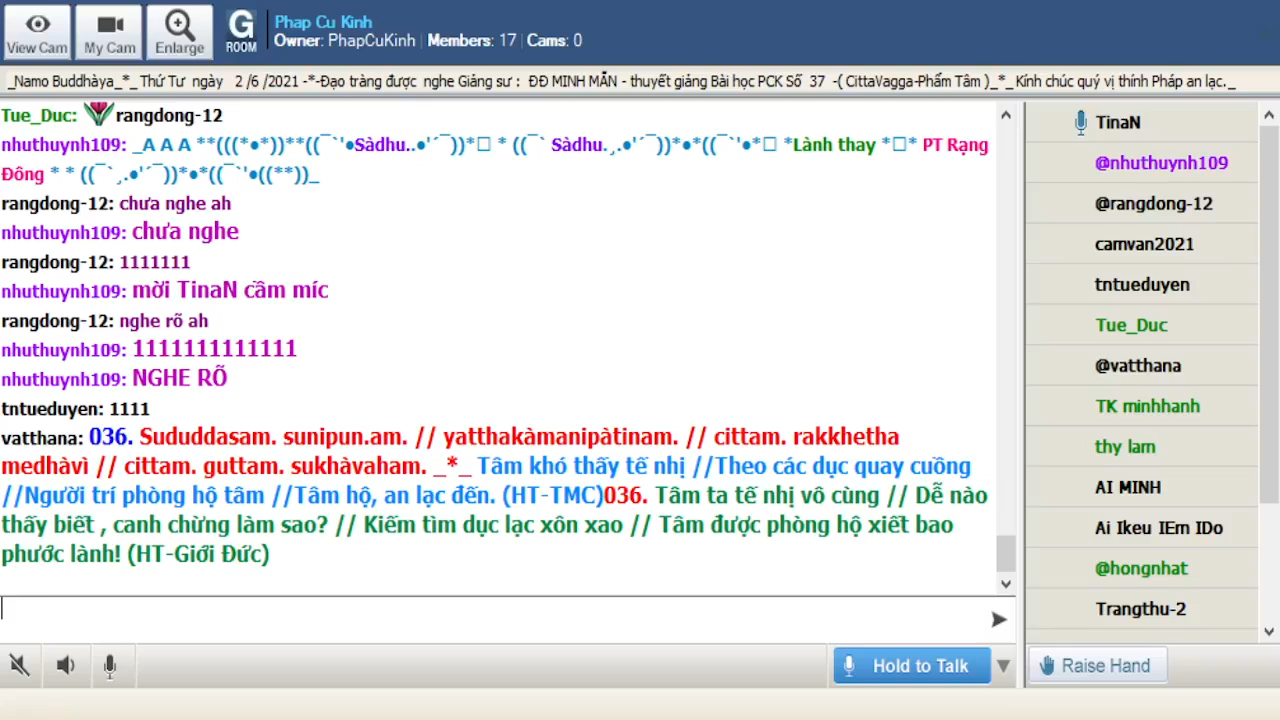 View Cam
My Cam
Enlarge
G
ROOM
Phap Cu Kinh
Owner: PhapCuKinh | Members: 17 | Cams: 0
_Namo Buddhàya_*_ Thứ Tư ngày 2 /6 /2021 -*-Đạo tràng được nghe Giảng sư : ĐĐ MINH MẪN - thuyết giảng Bài học PCK Số 37 -( CittaVagga-Phẩm Tâm )_*_Kính chúc quý vị thính Pháp an lạc._
Tue_Duc: rangdong-12
nhuthuynh109: _A A A **(((*•*))**((¯`'•Sàdhu..•'´¯))*□ * ((¯` Sàdhu.¸.•'´¯))*•*((¯`'•*□ *Lành thay *□* PT Rạng
Đông * * ((¯`¸.•'´¯))*•*((¯`'•((**))_
rangdong-12: chưa nghe ah
nhuthuynh109: chưa nghe
rangdong-12: 1111111
nhuthuynh109: mời TinaN cầm míc
rangdong-12: nghe rõ ah
nhuthuynh109: 1111111111111
nhuthuynh109: NGHE RÕ
tntueduyen: 1111
vatthana: 036. Sududdasam. sunipun.am. // yatthakàmanipàtinam. // cittam. rakkhetha
medhàvì // cittam. guttam. sukhàvaham. _*_ Tâm khó thấy tế nhị //Theo các dục quay cuồng
//Người trí phòng hộ tâm //Tâm hộ, an lạc đến. (HT-TMC)036. Tâm ta tế nhị vô cùng // Dễ nào
thấy biết , canh chừng làm sao? // Kiếm tìm dục lạc xôn xao // Tâm được phòng hộ xiết bao
phước lành! (HT-Giới Đức)
Hold to Talk
TinaN
@nhuthuynh109
@rangdong-12
camvan2021
tntueduyen
Tue_Duc
@vatthana
TK minhhanh
thy lam
AI MINH
Ai Ikeu IEm IDo
@hongnhat
Trangthu-2
Raise Hand